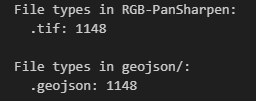 File types in RGB-PanSharpen:
.tif: 1148
File types in geojson/:
.geojson: 1148